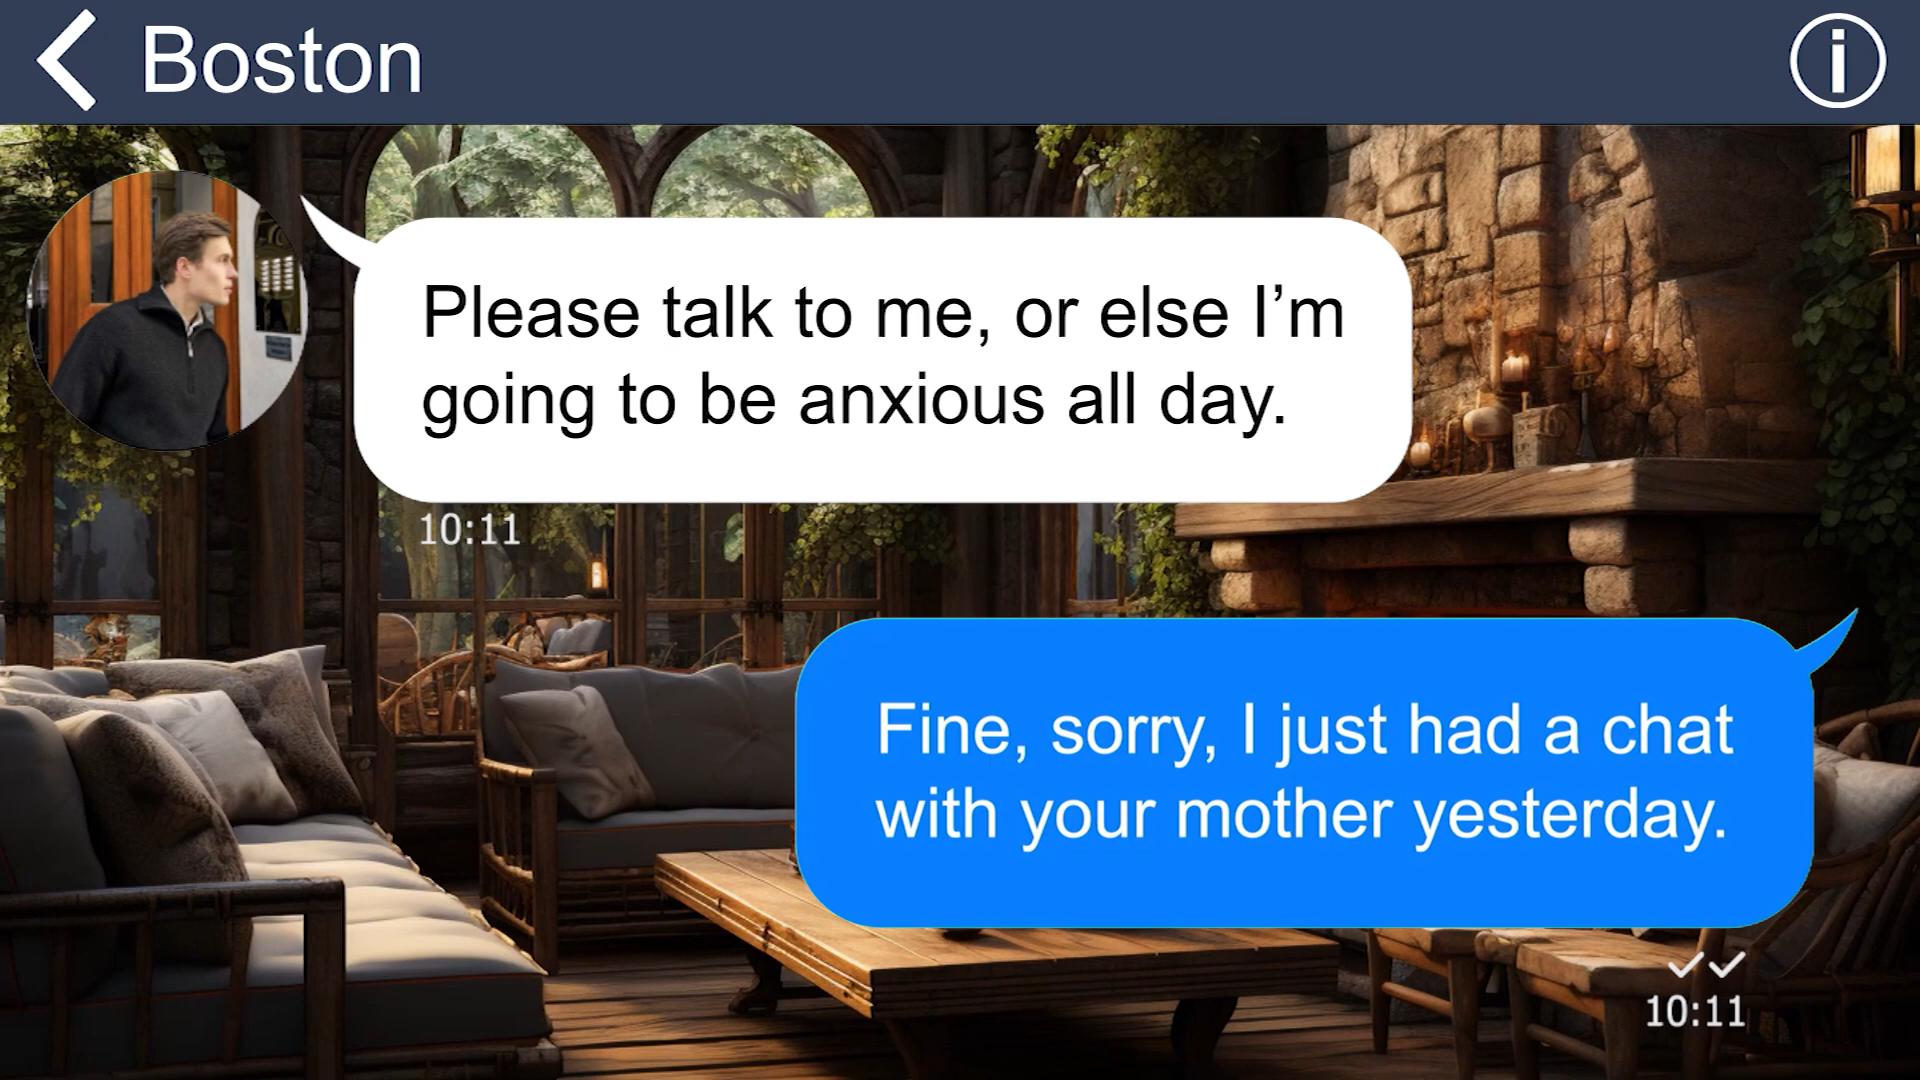 Boston
Please talk to me, or else I’m
going to be anxious all day.
10:11
Fine, sorry, I just had a chat
with your mother yesterday.
10:11